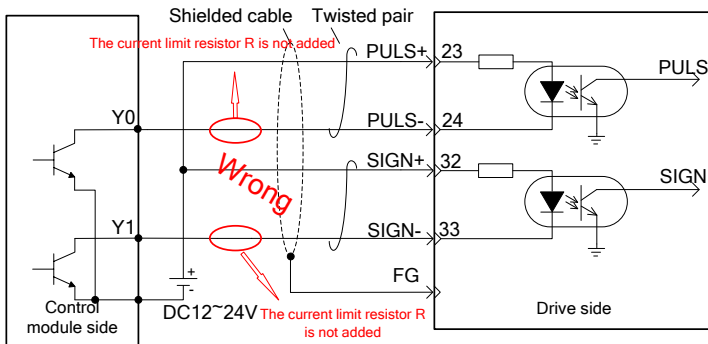 Shielded cable
Twisted pair
The current limit resistor R is not added
PULS+
23
PULS
Y0
PULS-
24
SIGN+
32
Wrong
SIGN
Y1
SIGN-
33
+
-
FG
DC12~24V
Control
module side
The current limit resistor R
is not added
Drive side